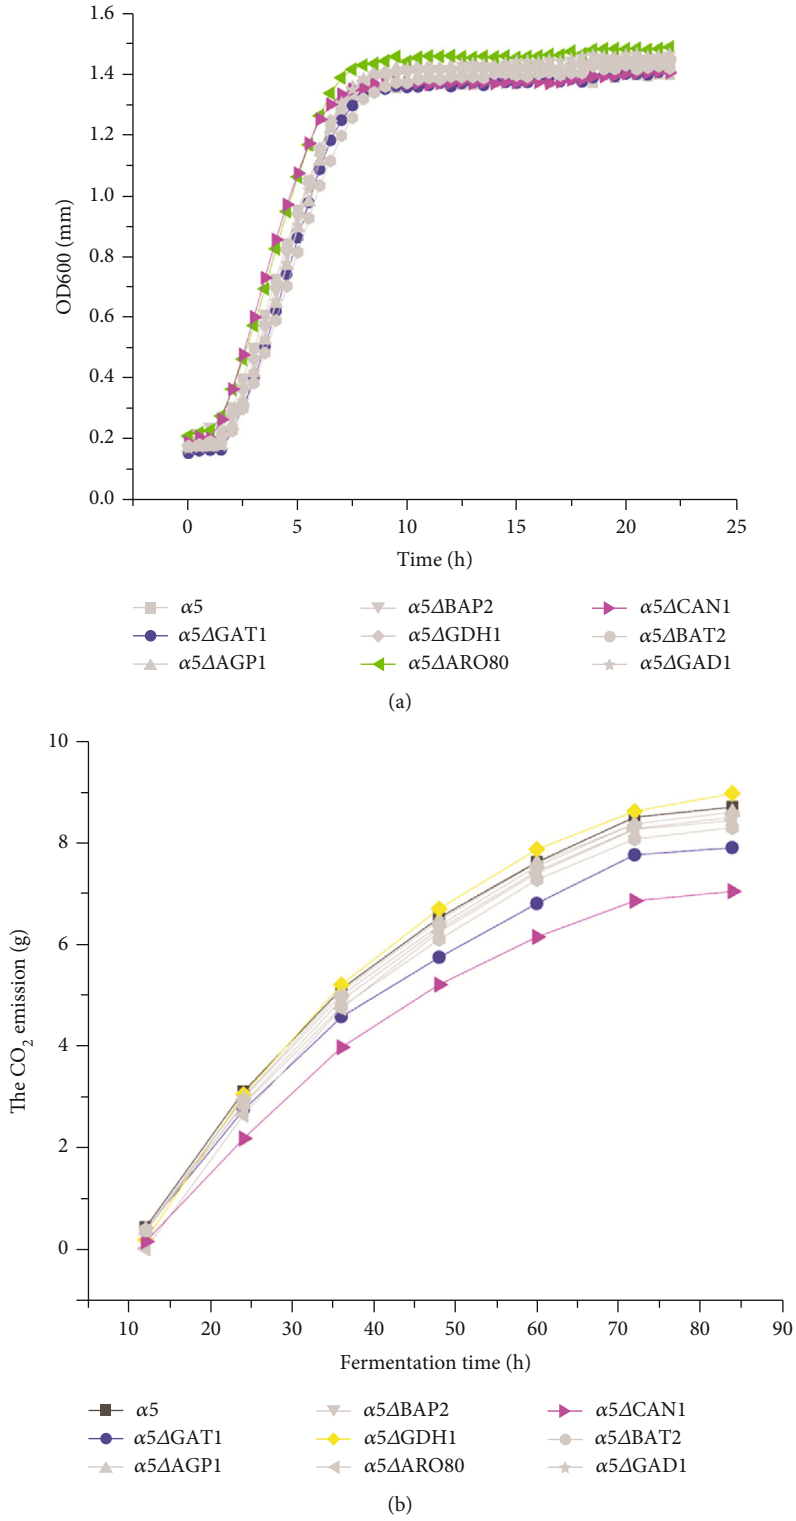 1.6
1.4
1.2
1.0
0.8
0.6
0.4
0.2
0.0
OD600 (mm)
0 5 10 15 20 25
Time (h)
α5 α5ΔBAP2 α5ΔCAN1
α5ΔGAT1 α5ΔGDH1 α5ΔBAT2
α5ΔAGP1 α5ΔARO80 α5ΔGAD1
(a)
10
8
6
4
2
0
The CO₂ emission (g)
10 20 30 40 50 60 70 80 90
Fermentation time (h)
α5 α5ΔBAP2 α5ΔCAN1
α5ΔGAT1 α5ΔGDH1 α5ΔBAT2
α5ΔAGP1 α5ΔARO80 α5ΔGAD1
(b)